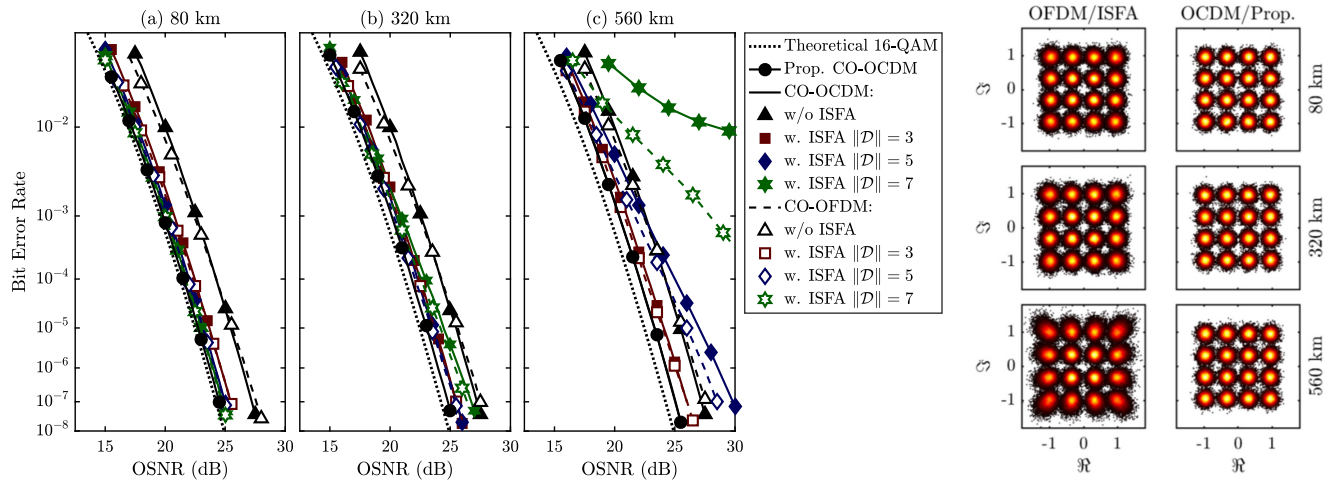 (a) 80 km
(b) 320 km
(c) 560 km
Bit Error Rate
10⁻²
10⁻³
10⁻⁴
10⁻⁵
10⁻⁶
10⁻⁷
10⁻⁸
15 20 25 30
OSNR (dB)
15 20 25 30
OSNR (dB)
15 20 25 30
OSNR (dB)
Theoretical 16-QAM
Prop. CO-OCDM
CO-OCDM:
w/o ISFA
w. ISFA ‖𝒟‖ = 3
w. ISFA ‖𝒟‖ = 5
w. ISFA ‖𝒟‖ = 7
CO-OFDM:
w/o ISFA
w. ISFA ‖𝒟‖ = 3
w. ISFA ‖𝒟‖ = 5
w. ISFA ‖𝒟‖ = 7
OFDM/ISFA
OCDM/Prop.
1
ℑ 0
-1
80 km
1
ℑ 0
-1
320 km
1
ℑ 0
-1
560 km
-1 0 1
ℜ
-1 0 1
ℜ